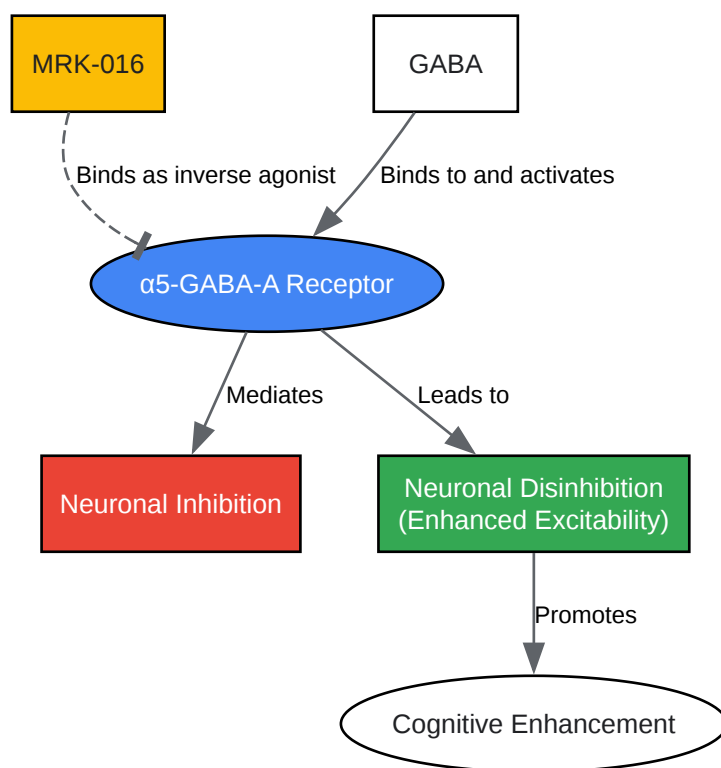 MRK-016
GABA
Binds as inverse agonist
Binds to and activates
α5-GABA-A Receptor
Mediates
Leads to
Neuronal Inhibition
Neuronal Disinhibition
(Enhanced Excitability)
Promotes
Cognitive Enhancement